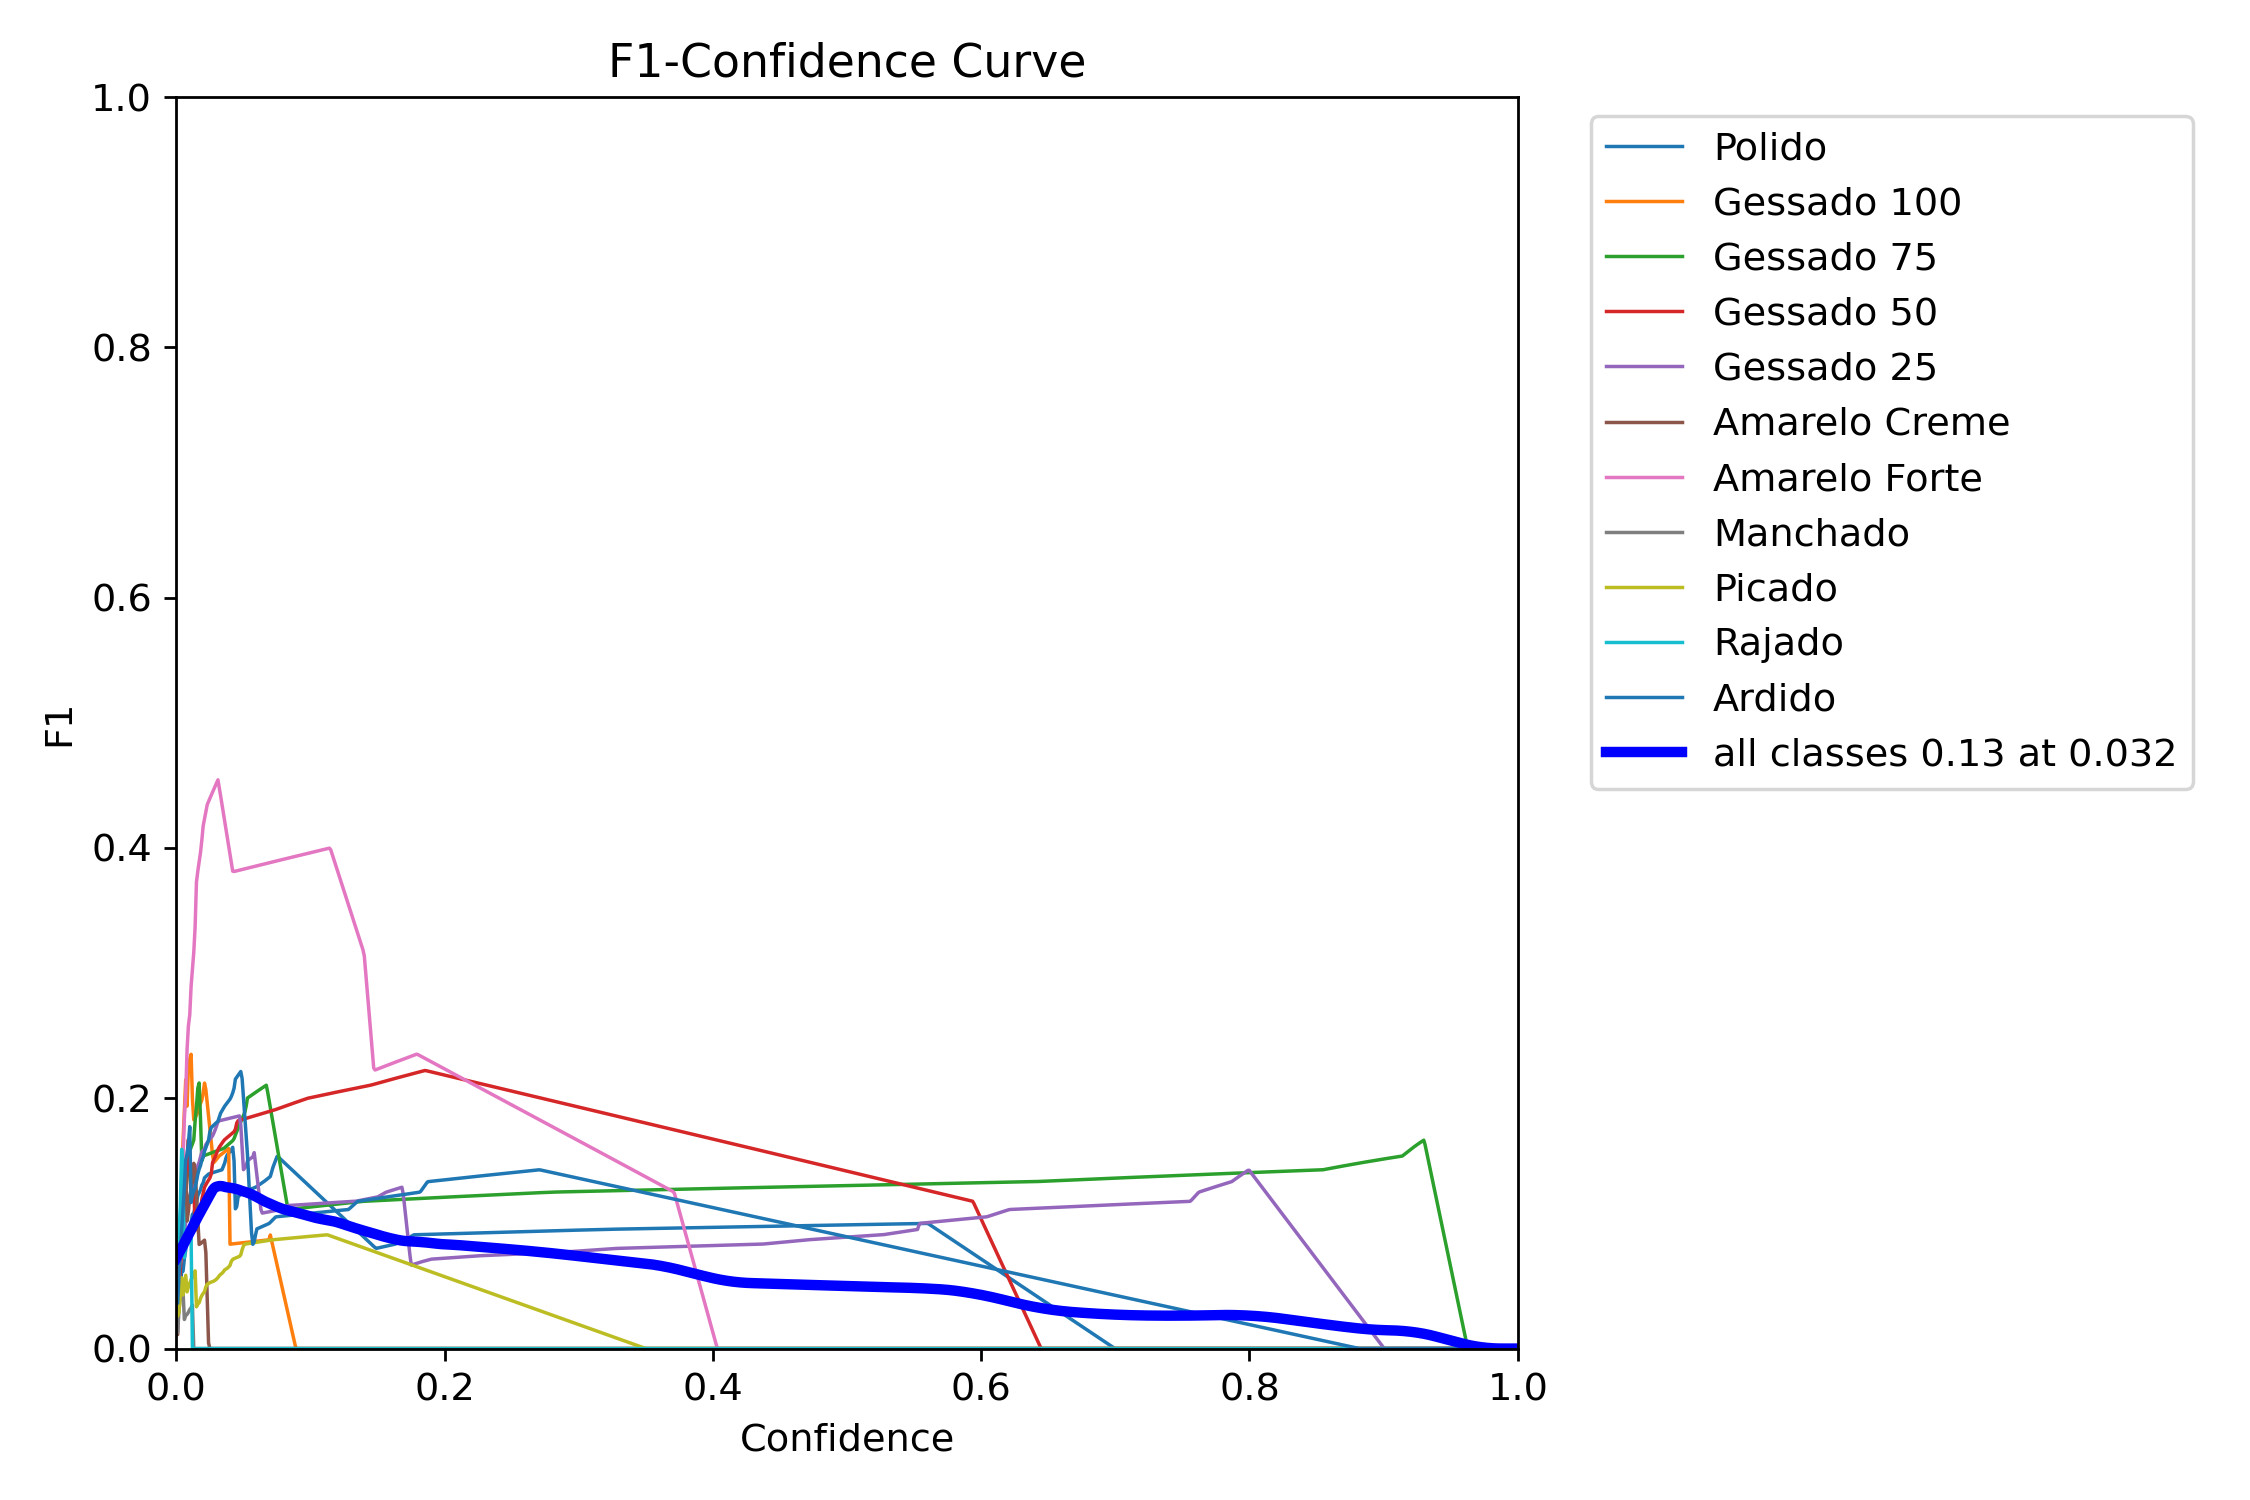 F1-Confidence Curve
1.0
0.8
0.6
0.4
0.2
0.0
F1
0.0 0.2 0.4 0.6 0.8 1.0
Confidence
Polido
Gessado 100
Gessado 75
Gessado 50
Gessado 25
Amarelo Creme
Amarelo Forte
Manchado
Picado
Rajado
Ardido
all classes 0.13 at 0.032